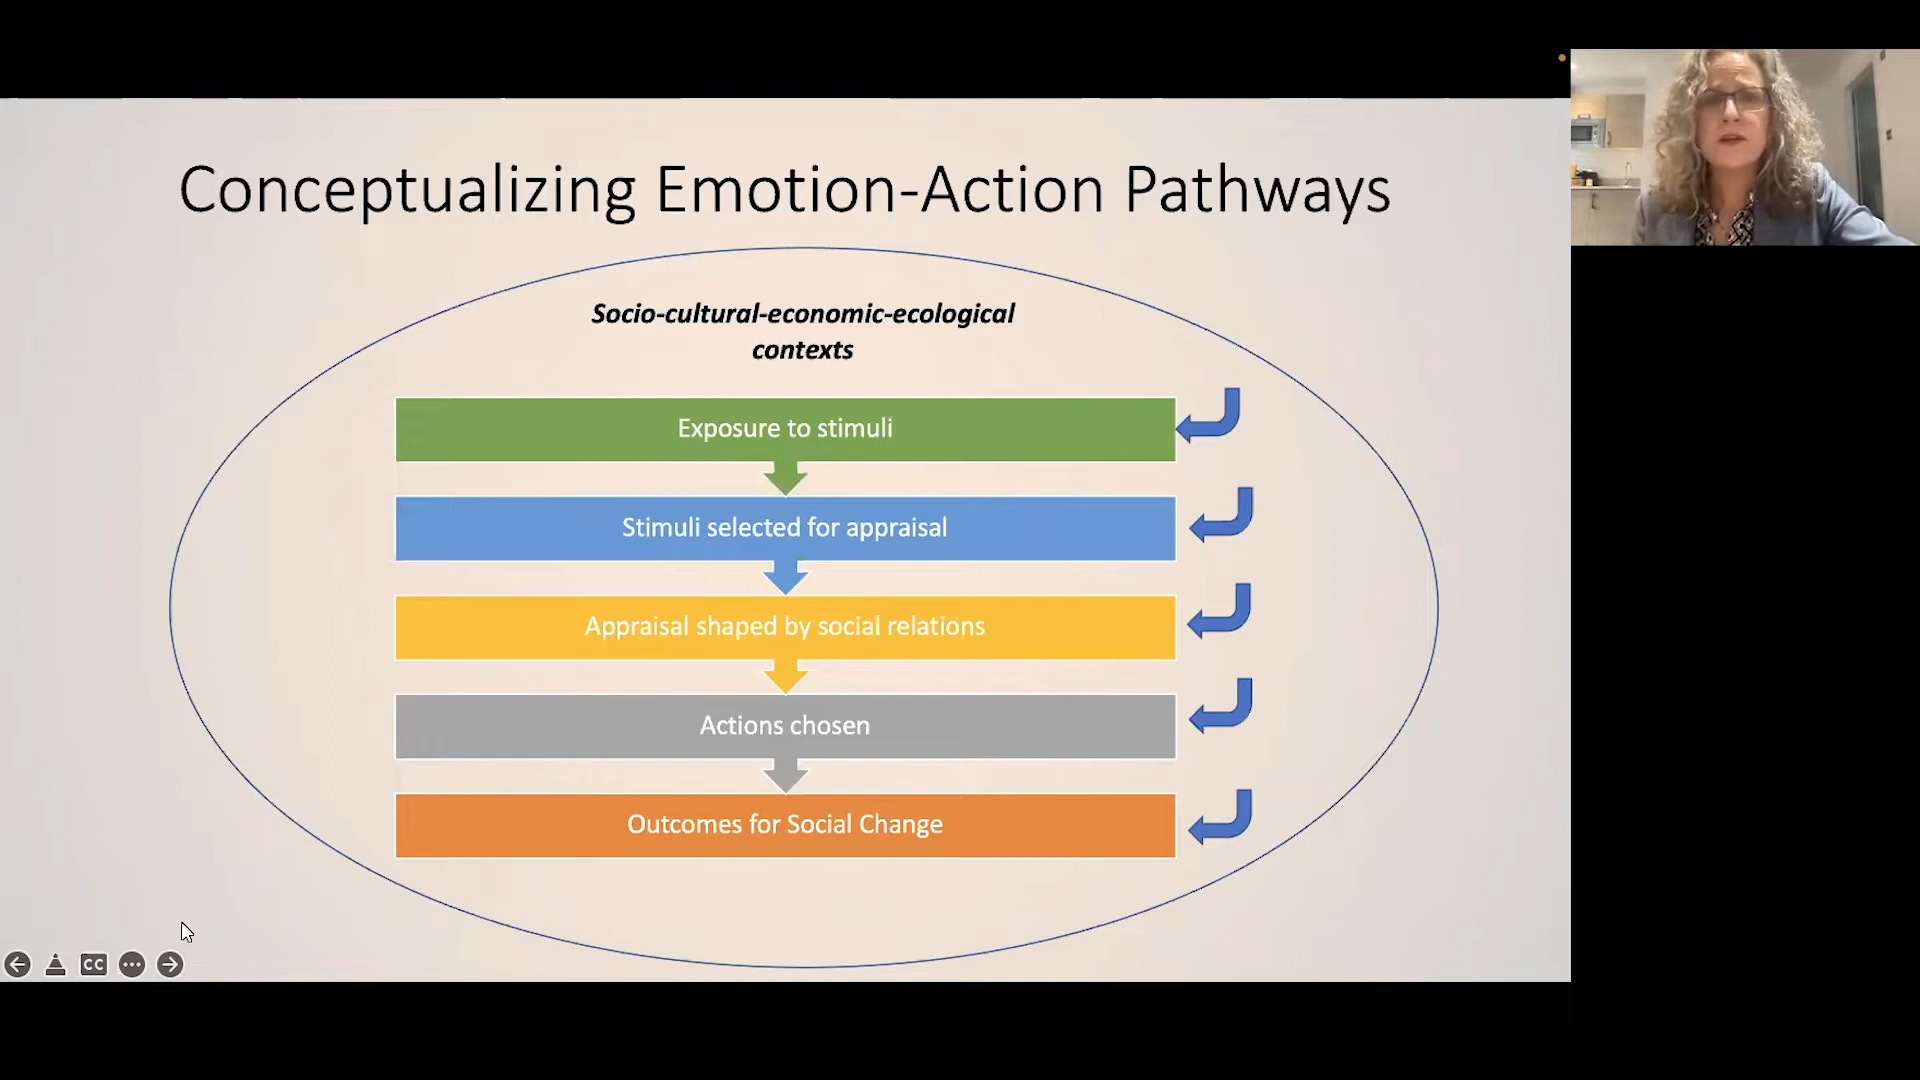 Conceptualizing Emotion-Action Pathways
Socio-cultural-economic-ecological
contexts
Exposure to stimuli
Stimuli selected for appraisal
Appraisal shaped by social relations
Actions chosen
Outcomes for Social Change
CC